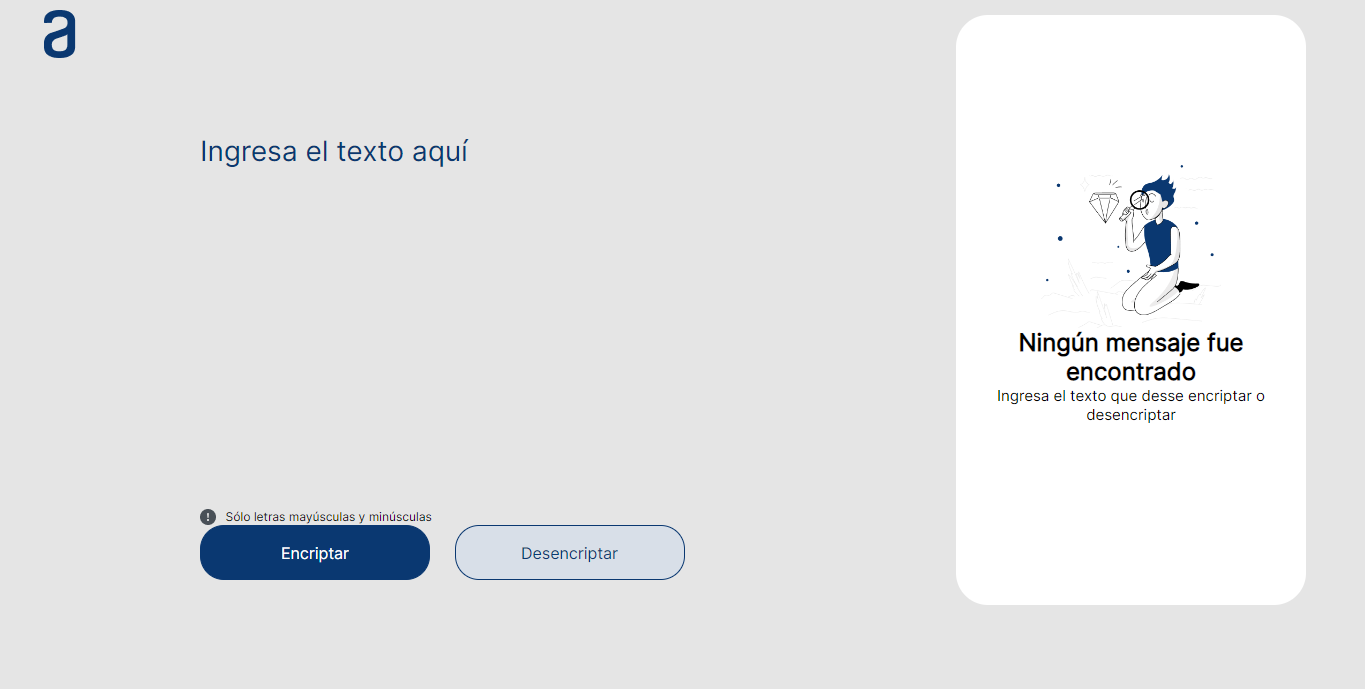 a
Ingresa el texto aquí
Sólo letras mayúsculas y minúsculas
Encriptar
Desencriptar
Ningún mensaje fue
encontrado
Ingresa el texto que desse encriptar o
desencriptar